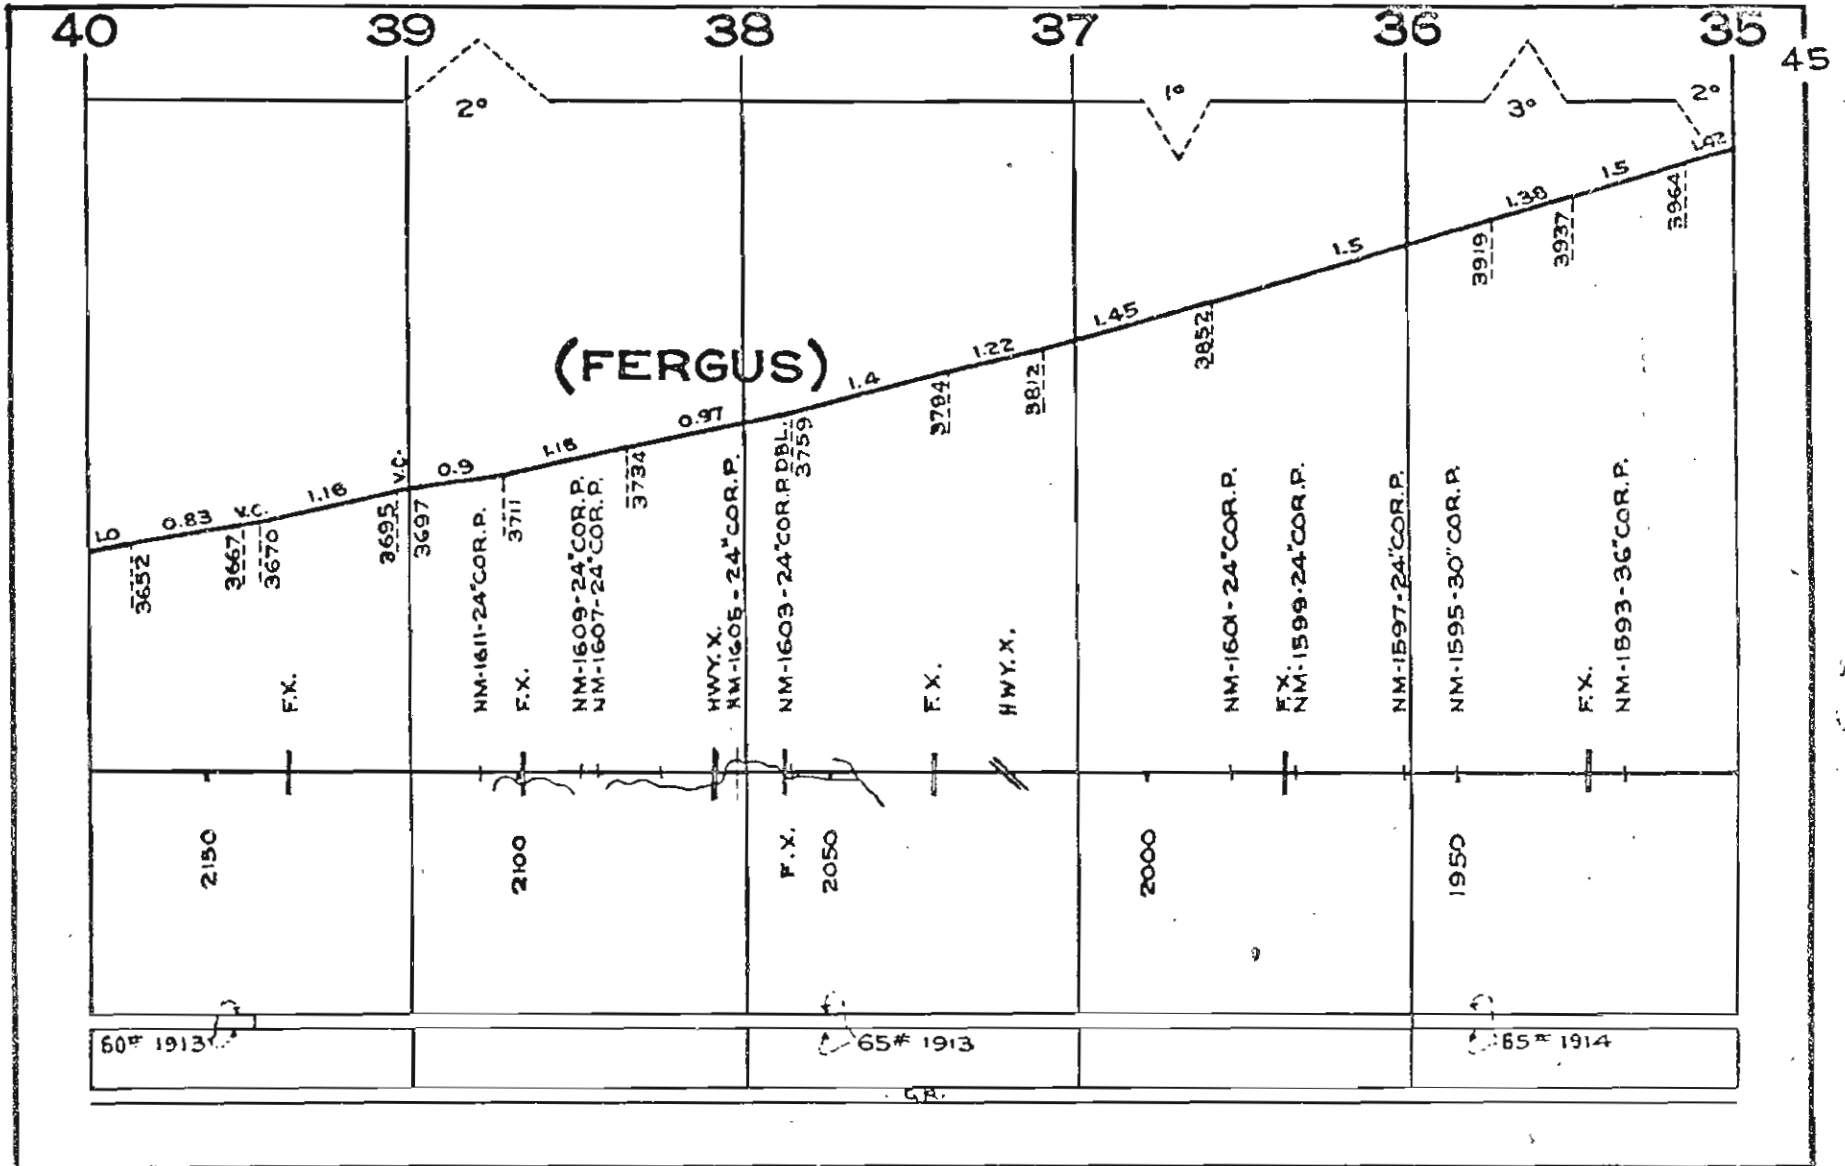 40 39 38 37 36 35
45
2° 1° 3° 2°
0.83 1.16 0.9 1.18 0.97 1.4 1.22 1.45 1.5 1.38 1.5 1.42
V.C. V.C.
(FERGUS)
3652 3667 3670 3695 3697 3711 3734 3759 3794 3812 3852 3919 3937 3964
F.X.
NM-1611-24"COR.P.
F.X.
NM-1609-24"COR.P.
NM-1607-24"COR.P.
HWY.X.
NM-1605-24"COR.P.
NM-1603-24"COR.P.DBL.
F.X.
HWY.X.
NM-1601-24"COR.P.
F.X.
NM-1599-24"COR.P.
NM-1597-24"COR.P.
NM-1595-30"COR.P.
F.X.
NM-1893-36"COR.P.
2150 2100 F.X. 2050 2000 1950
60# 1913 65# 1913 65# 1914
G.R.